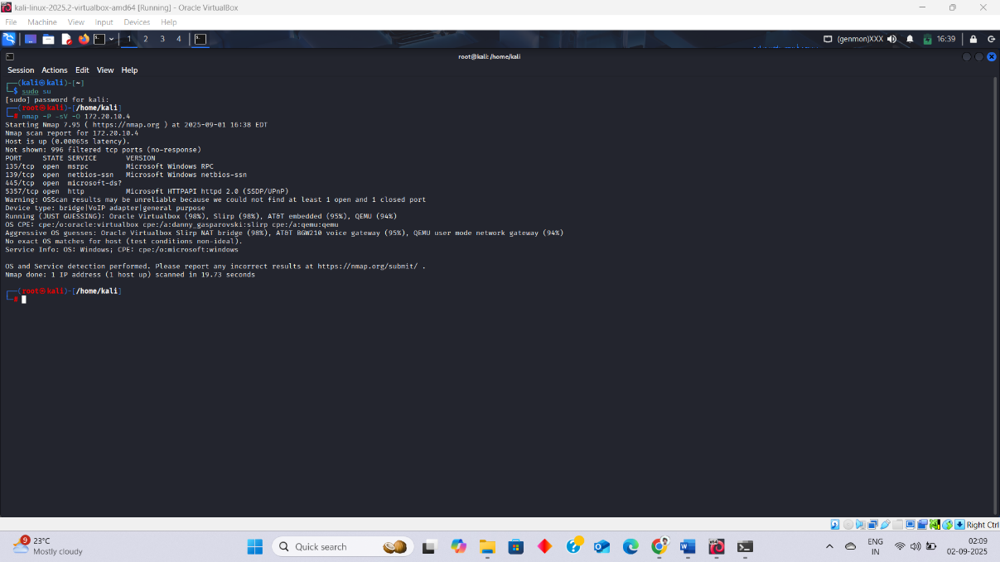 kali-linux-2025.2-virtualbox-amd64 [Running] - Oracle VirtualBox
File Machine View Input Devices Help
1 2 3 4 (genmon)XXX 16:39
root@kali: /home/kali
Session Actions Edit View Help
┌──(kali㉿kali)-[~]
└─$ sudo su
[sudo] password for kali:
┌──(root㉿kali)-[/home/kali]
└─# nmap -P -sV -O 172.20.10.4
Starting Nmap 7.95 ( https://nmap.org ) at 2025-09-01 16:38 EDT
Nmap scan report for 172.20.10.4
Host is up (0.00065s latency).
Not shown: 996 filtered tcp ports (no-response)
PORT     STATE SERVICE       VERSION
135/tcp  open  msrpc         Microsoft Windows RPC
139/tcp  open  netbios-ssn   Microsoft Windows netbios-ssn
445/tcp  open  microsoft-ds?
5357/tcp open  http          Microsoft HTTPAPI httpd 2.0 (SSDP/UPnP)
Warning: OSScan results may be unreliable because we could not find at least 1 open and 1 closed port
Device type: bridge|VoIP adapter|general purpose
Running (JUST GUESSING): Oracle Virtualbox (98%), Slirp (98%), AT&T embedded (95%), QEMU (94%)
OS CPE: cpe:/o:oracle:virtualbox cpe:/a:danny_gasparovski:slirp cpe:/a:qemu:qemu
Aggressive OS guesses: Oracle Virtualbox Slirp NAT bridge (98%), AT&T BGW210 voice gateway (95%), QEMU user mode network gateway (94%)
No exact OS matches for host (test conditions non-ideal).
Service Info: OS: Windows; CPE: cpe:/o:microsoft:windows
OS and Service detection performed. Please report any incorrect results at https://nmap.org/submit/ .
Nmap done: 1 IP address (1 host up) scanned in 19.73 seconds
┌──(root㉿kali)-[/home/kali]
└─#
Right Ctrl
9 23°C
Mostly cloudy
Quick search
ENG
IN
02:09
02-09-2025